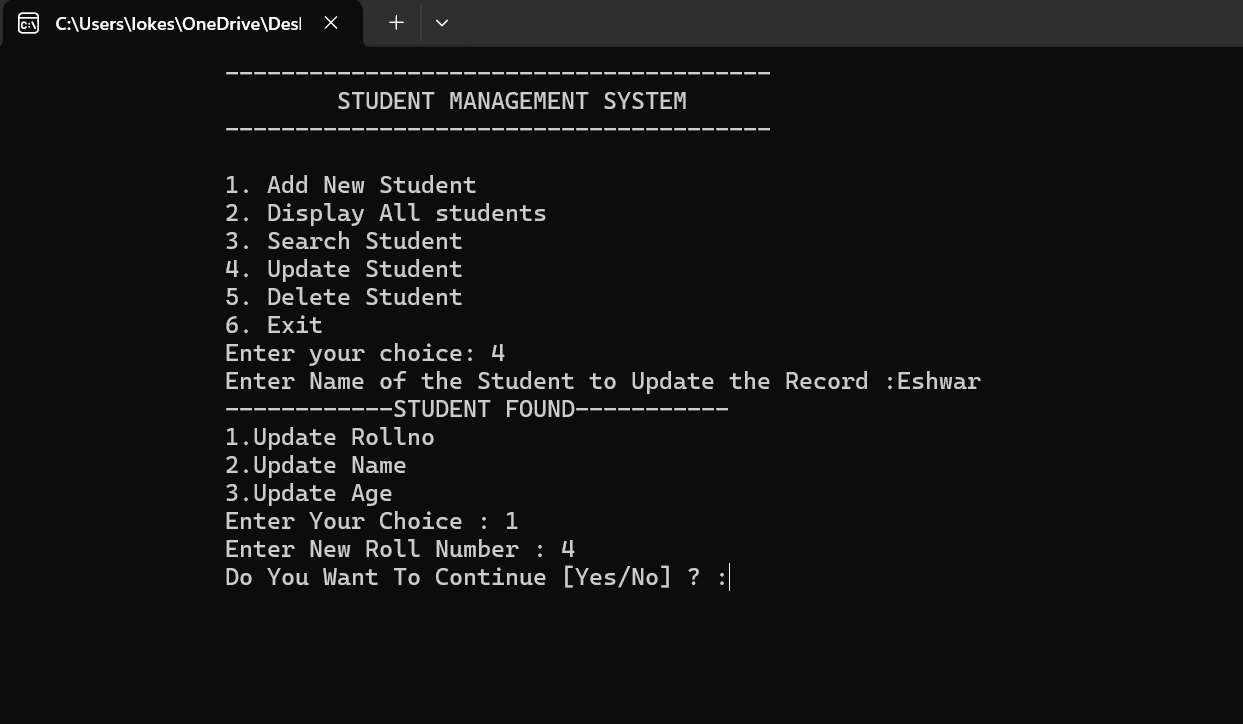 C:\Users\lokes\OneDrive\Des
---------------------------------------
STUDENT MANAGEMENT SYSTEM
---------------------------------------
1. Add New Student
2. Display All students
3. Search Student
4. Update Student
5. Delete Student
6. Exit
Enter your choice: 4
Enter Name of the Student to Update the Record :Eshwar
------------STUDENT FOUND-----------
1.Update Rollno
2.Update Name
3.Update Age
Enter Your Choice : 1
Enter New Roll Number : 4
Do You Want To Continue [Yes/No] ? :